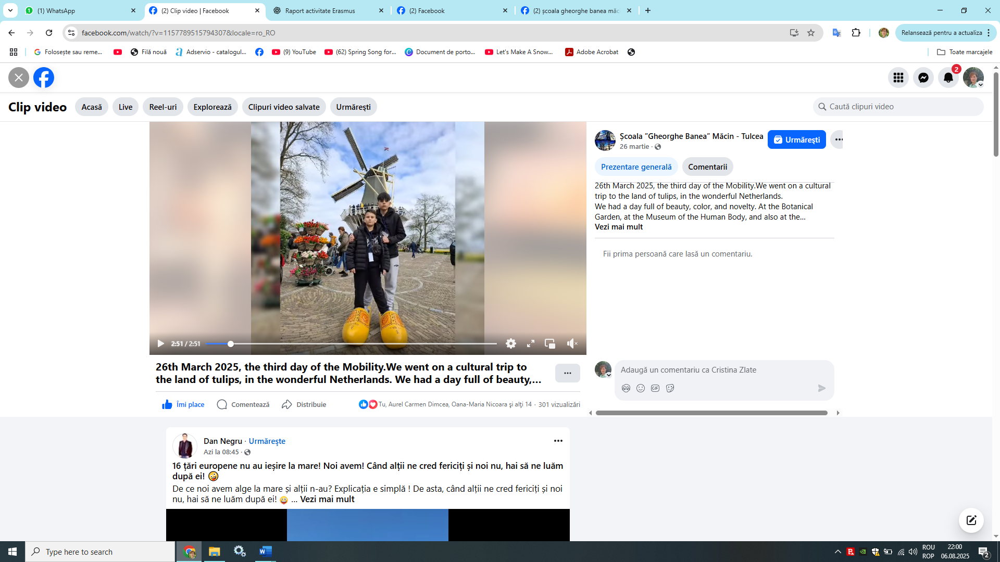 (1) WhatsApp
(2) Clip video | Facebook
Raport activitate Erasmus
(2) Facebook
(2) școala gheorghe banea măc
facebook.com/watch/?v=1157789515794307&locale=ro_RO
Relansează pentru a actualiza
Folosește sau reme...
Filă nouă
Adservio - catalogul...
(9) YouTube
(62) Spring Song for...
Document de porto...
Let's Make A Snow...
Adobe Acrobat
Toate marcajele
2
Clip video
Acasă
Live
Reel-uri
Explorează
Clipuri video salvate
Urmărești
Caută clipuri video
Școala ”Gheorghe Banea” Măcin - Tulcea
26 martie ·
Urmărești
Prezentare generală
Comentarii
26th March 2025, the third day of the Mobility.We went on a cultural
trip to the land of tulips, in the wonderful Netherlands.
We had a day full of beauty, color, and novelty. At the Botanical
Garden, at the Museum of the Human Body, and also at the...
Vezi mai mult
Fii prima persoană care lasă un comentariu.
2:51 / 2:51
26th March 2025, the third day of the Mobility.We went on a cultural trip to
the land of tulips, in the wonderful Netherlands. We had a day full of beauty,...
Îmi place
Comentează
Distribuie
Tu, Aurel Carmen Dimcea, Oana-Maria Nicoara și alți 14 · 301 vizualizări
Adaugă un comentariu ca Cristina Zlate
GIF
Dan Negru · Urmărește
Azi la 08:45 ·
16 țări europene nu au ieșire la mare! Noi avem! Când alții ne cred fericiți și noi nu, hai să ne luăm
după ei! 🤪
De ce noi avem alge la mare și alții n-au? Explicația e simplă ! De asta, când alții ne cred fericiți și noi
nu, hai să ne luăm după ei! 😀 ... Vezi mai mult
Type here to search
ROU
ROP
22:00
06.08.2025
2